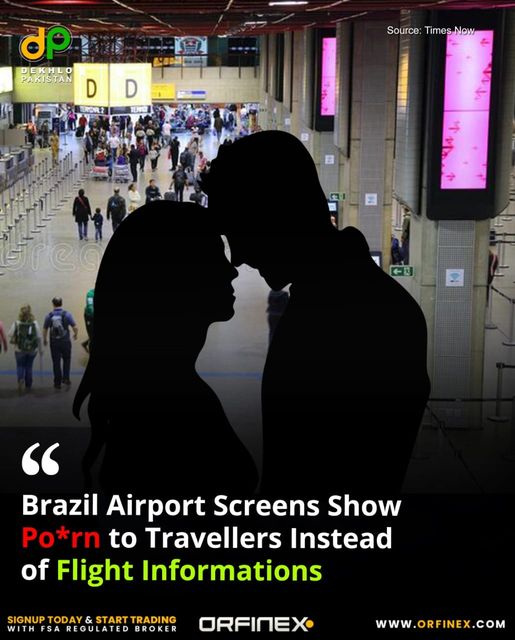 Source: Times Now
dP
DEKHLO
PAKISTAN
D D
“
Brazil Airport Screens Show
Po*rn to Travellers Instead
of Flight Informations
SIGNUP TODAY & START TRADING
WITH FSA REGULATED BROKER
ORFINEX
WWW.ORFINEX.COM